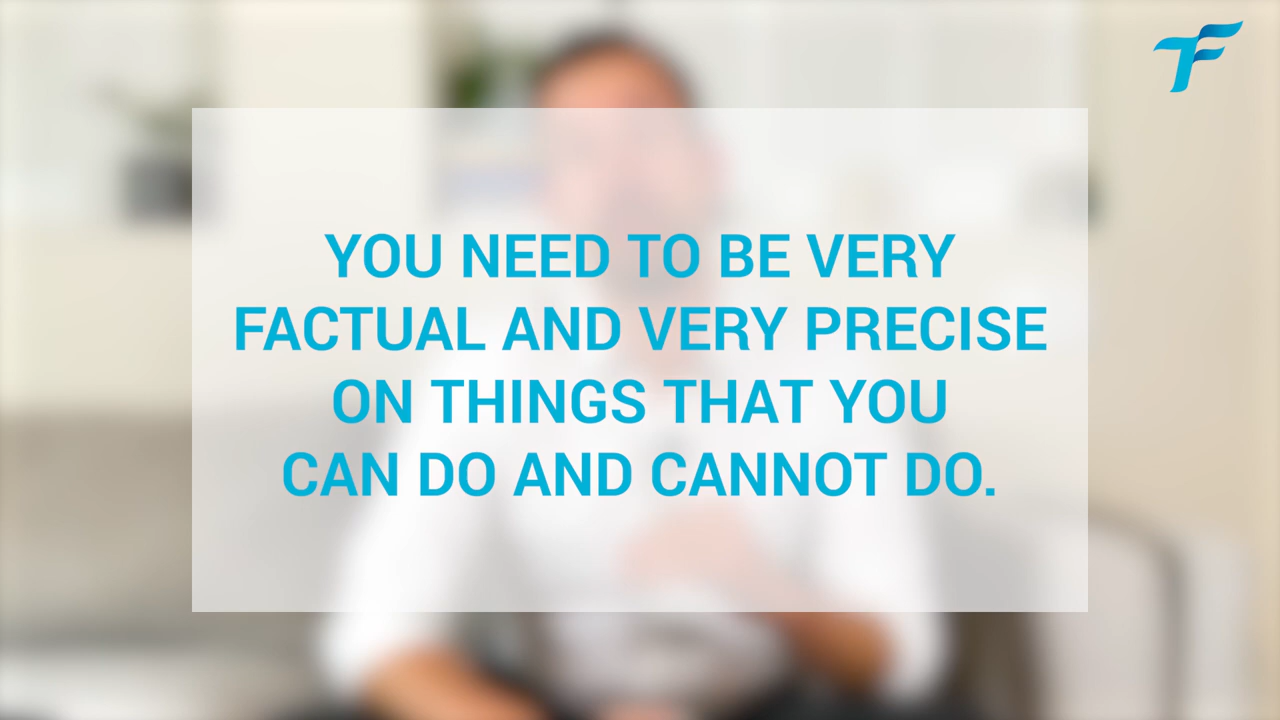 YOU NEED TO BE VERY
FACTUAL AND VERY PRECISE
ON THINGS THAT YOU
CAN DO AND CANNOT DO.